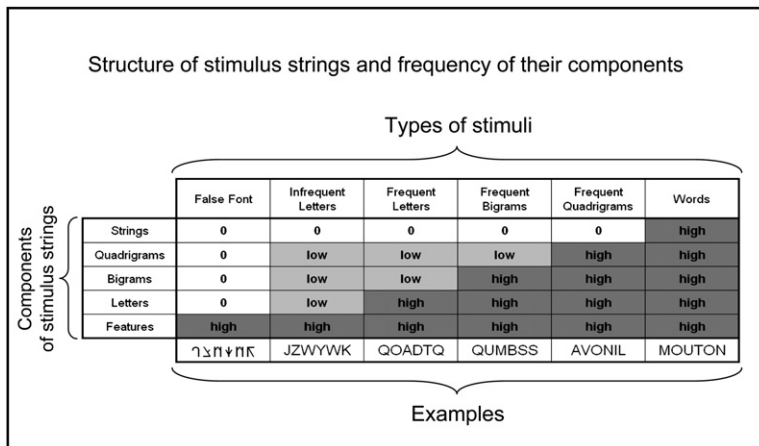 Structure of stimulus strings and frequency of their components
Types of stimuli
False Font Infrequent Letters Frequent Letters Frequent Bigrams Frequent Quadrigrams Words
Strings 0 0 0 0 0 high
Quadrigrams 0 low low low high high
Bigrams 0 low low high high high
Letters 0 low high high high high
Features high high high high high high
JZWYWK QOADTQ QUMBSS AVONIL MOUTON
Components
of stimulus strings
Examples